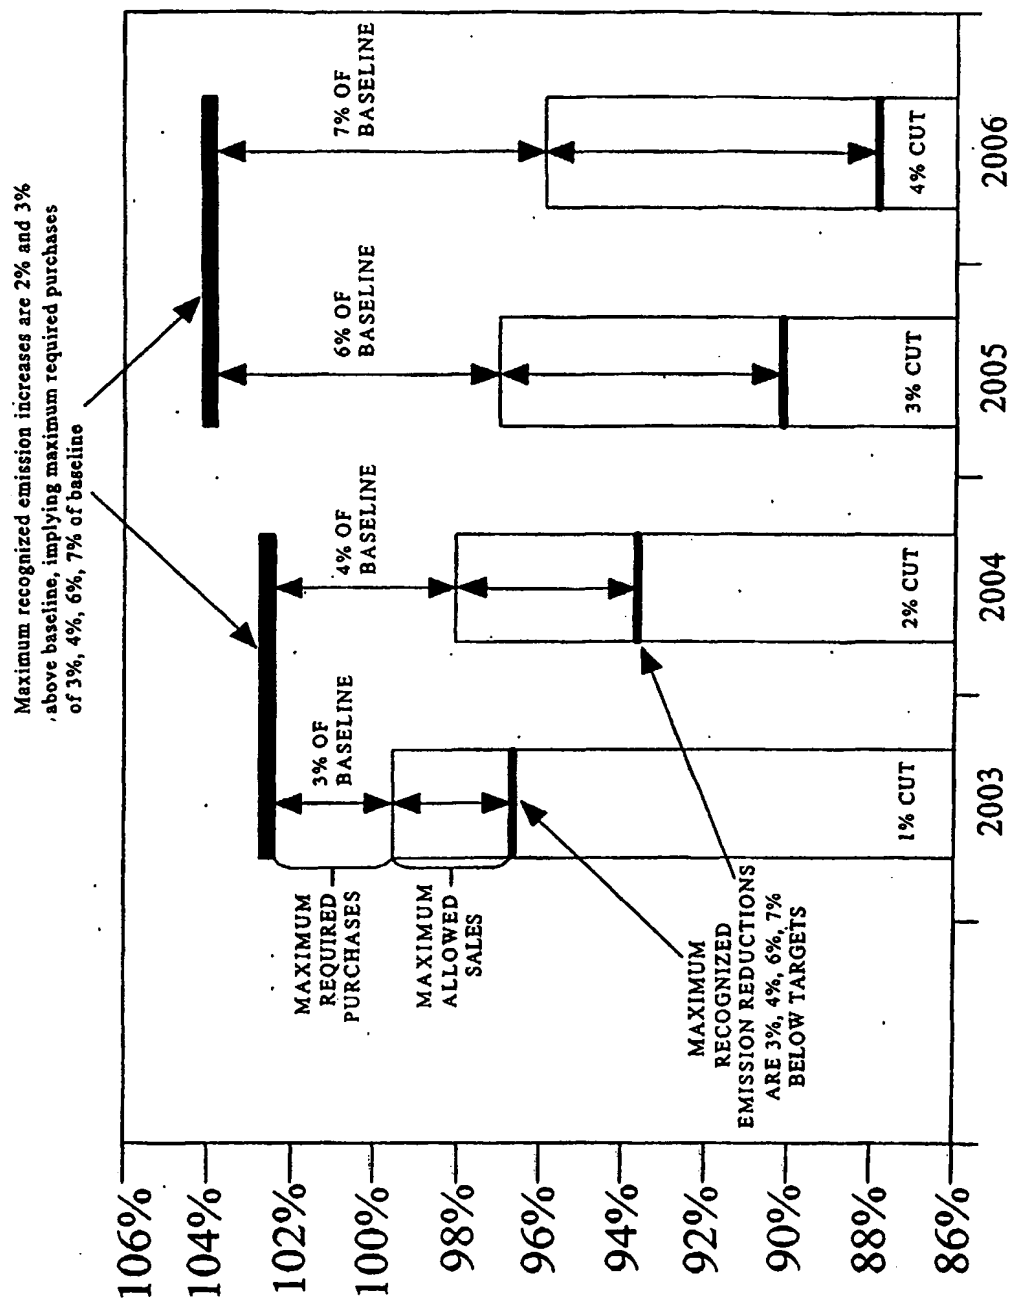 Maximum recognized emission increases are 2% and 3%
above baseline, implying maximum required purchases
of 3%, 4%, 6%, 7% of baseline
106%
104%
102%
100%
98%
96%
94%
92%
90%
88%
86%
MAXIMUM
REQUIRED
PURCHASES
MAXIMUM
ALLOWED
SALES
MAXIMUM
RECOGNIZED
EMISSION REDUCTIONS
ARE 3%, 4%, 6%, 7%
BELOW TARGETS
3% OF
BASELINE
4% OF
BASELINE
6% OF
BASELINE
7% OF
BASELINE
1% CUT
2% CUT
3% CUT
4% CUT
2003
2004
2005
2006